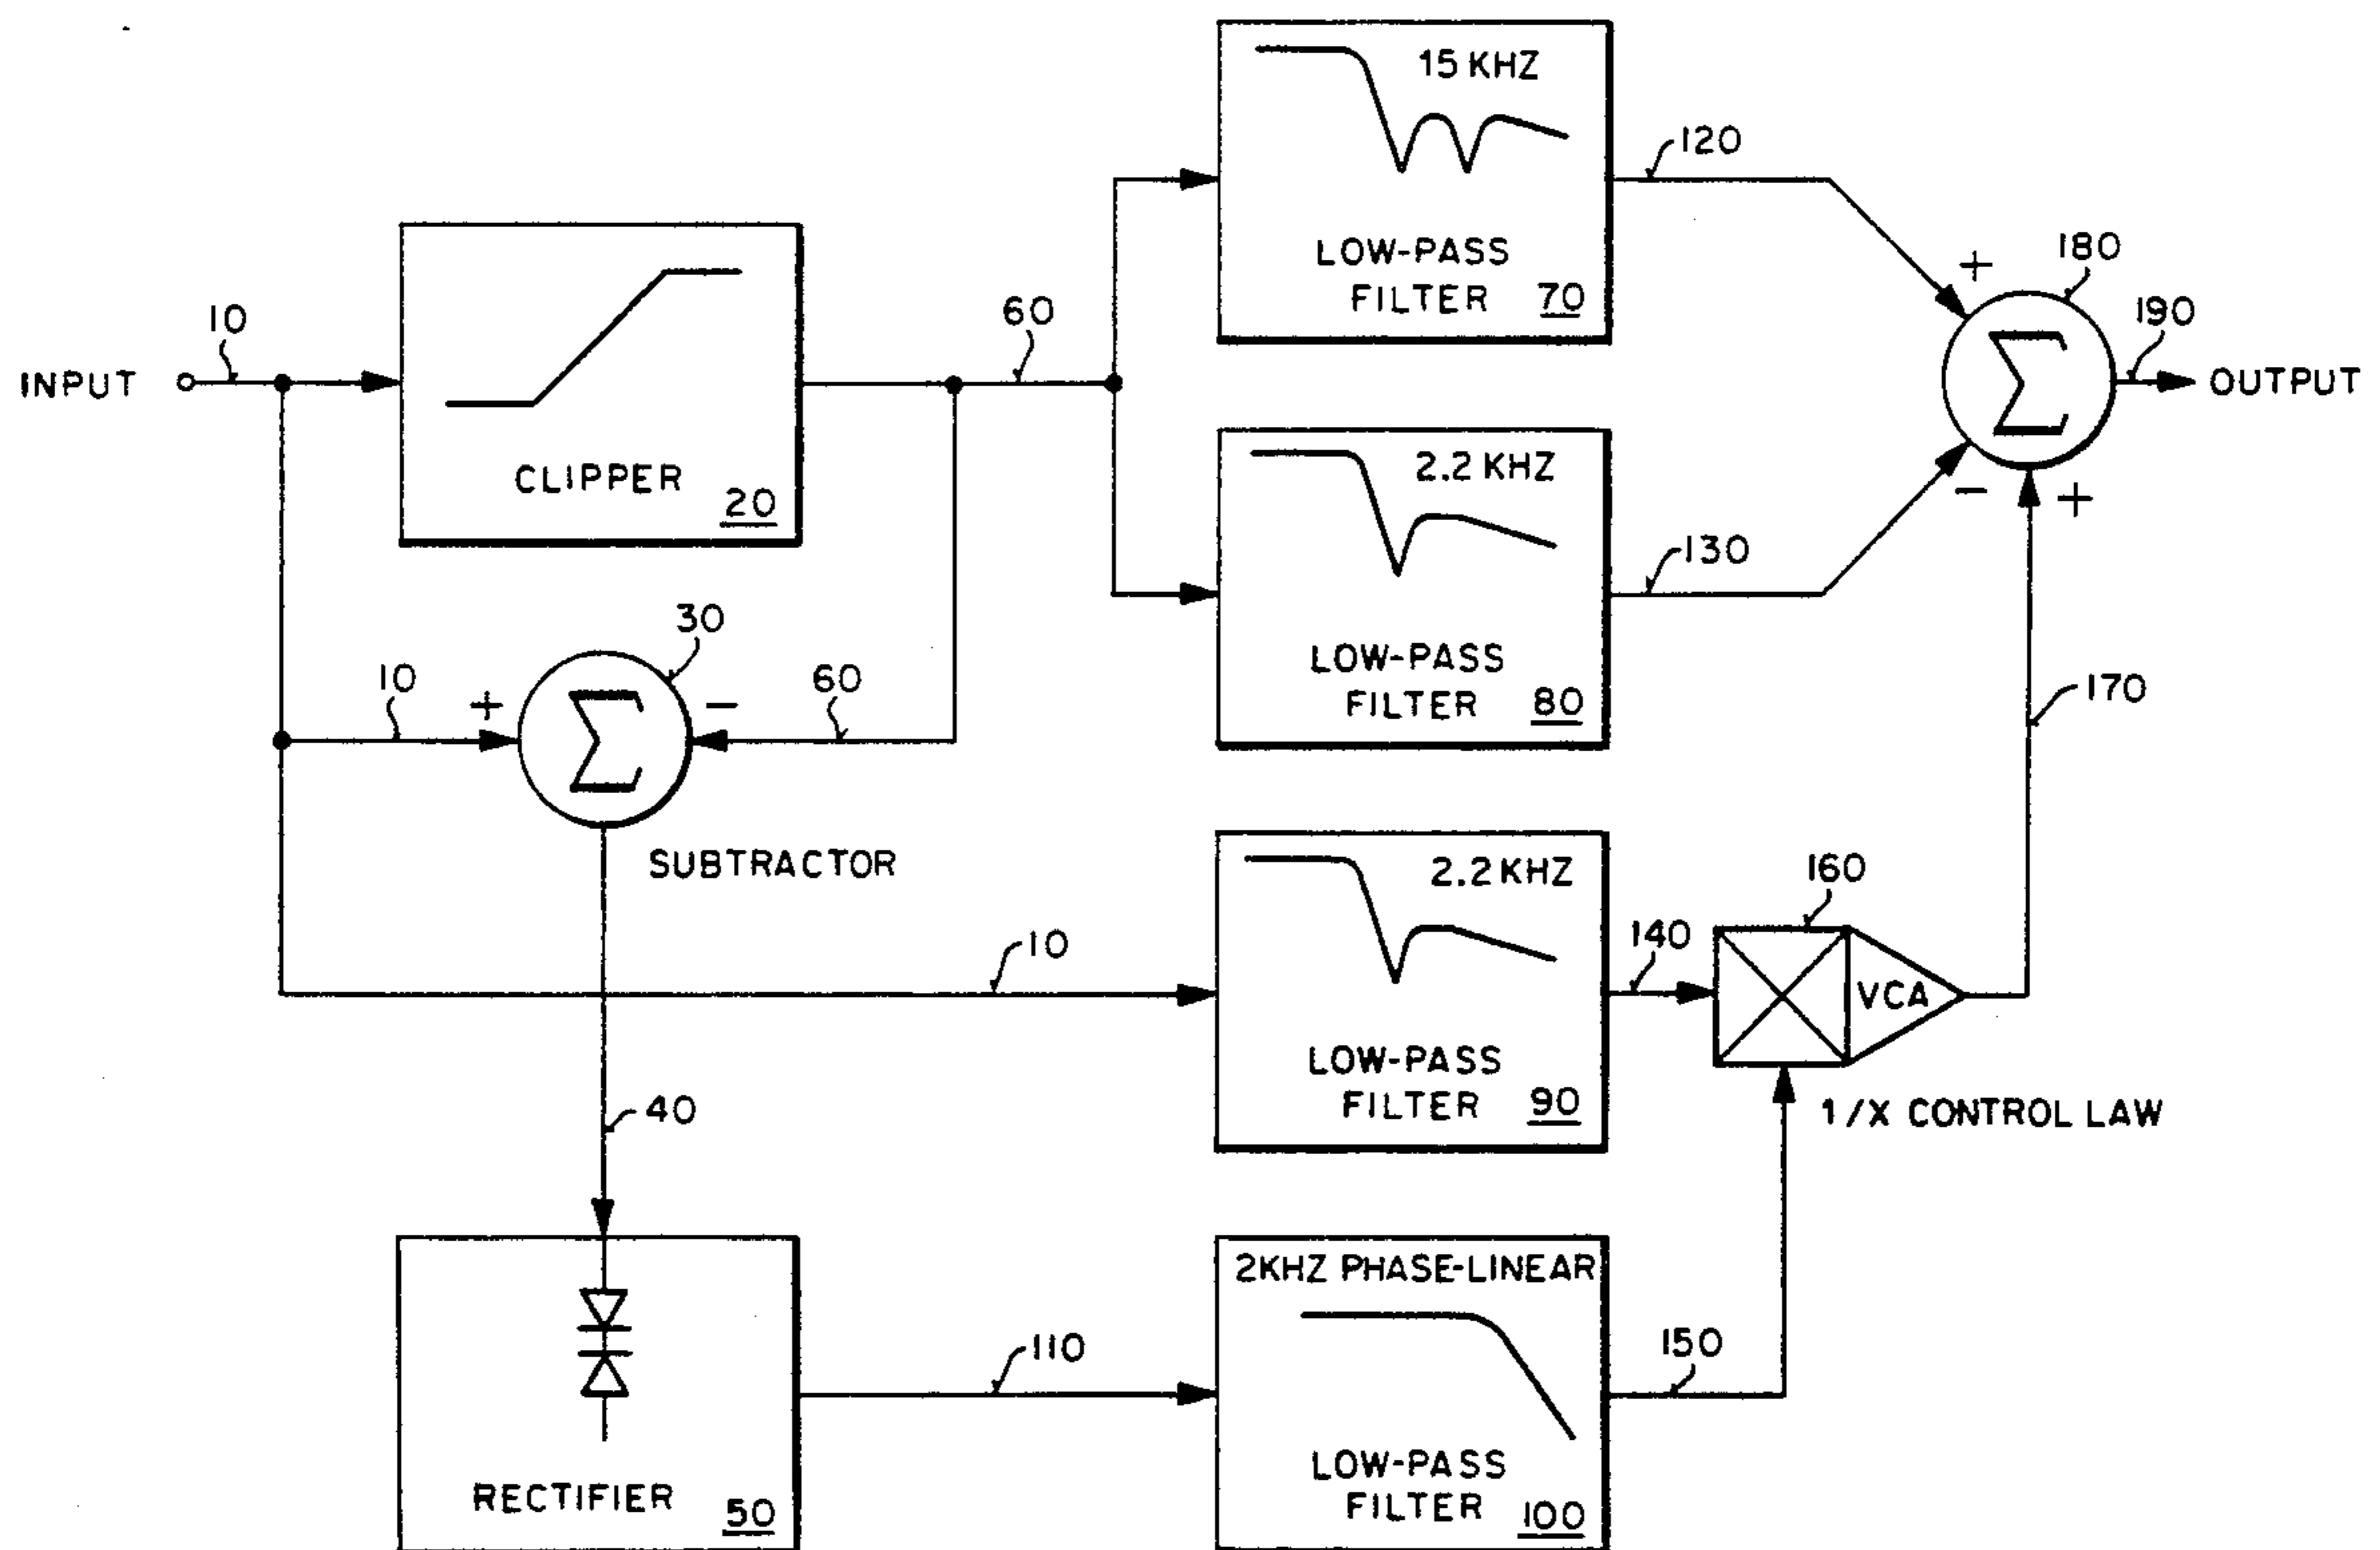 15 KHZ
LOW-PASS
FILTER 70
120
+
180
190
OUTPUT
INPUT
10
CLIPPER
20
60
2.2 KHZ
LOW-PASS
FILTER 80
130
-
+
Σ
30
10
+
-
60
Σ
SUBTRACTOR
170
2.2 KHZ
LOW-PASS
FILTER 90
10
140
160
VCA
1/X CONTROL LAW
40
RECTIFIER
50
110
2KHZ PHASE-LINEAR
LOW-PASS
FILTER 100
150